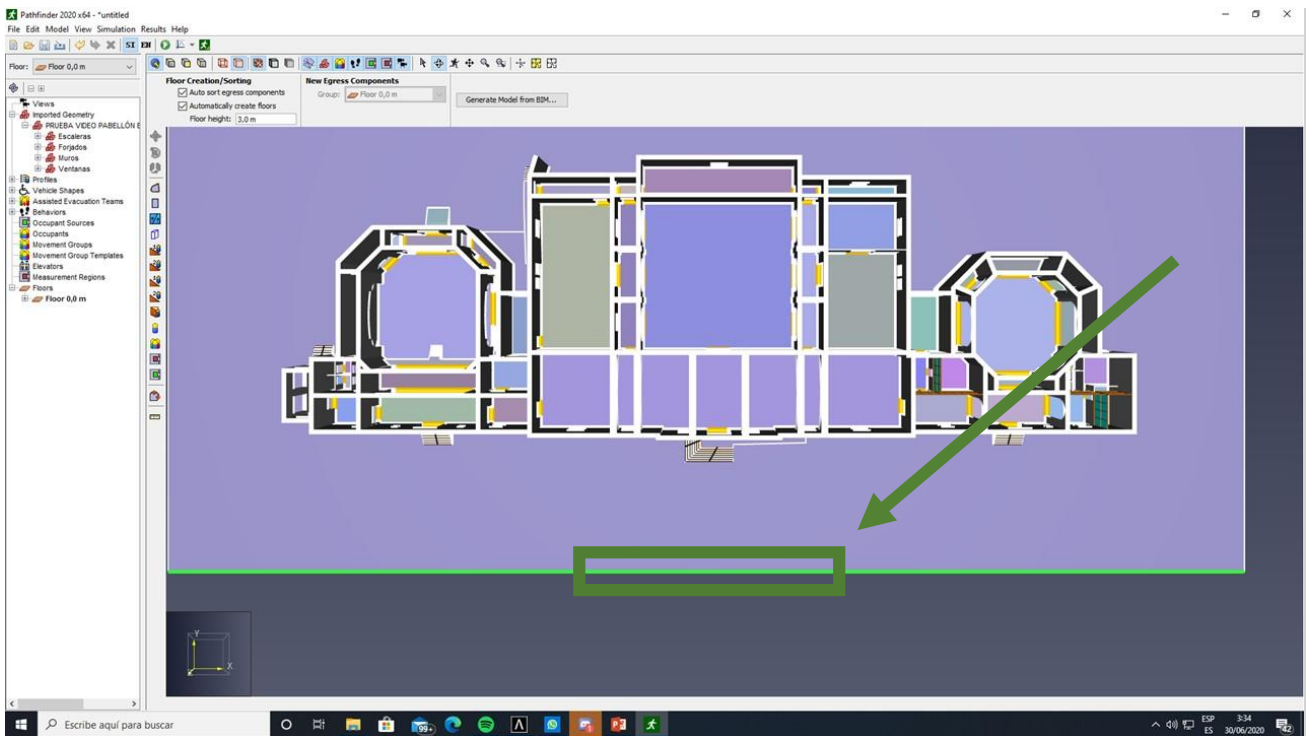 Pathfinder 2020 x64 - *untitled
File Edit Model View Simulation Results Help
SI EN
Floor: Floor 0,0 m
Floor Creation/Sorting
Auto sort egress components
Automatically create floors
Floor height: 3,0 m
New Egress Components
Group: Floor 0,0 m
Generate Model from BIM...
Views
Imported Geometry
PRUEBA VIDEO PABELLÓN E
Escaleras
Forjados
Muros
Ventanas
Profiles
Vehicle Shapes
Assisted Evacuation Teams
Behaviors
Occupant Sources
Occupants
Movement Groups
Movement Group Templates
Elevators
Measurement Regions
Floors
Floor 0,0 m
Y
X
Escribe aquí para buscar
99+
ESP
ES
3:34
30/06/2020
42